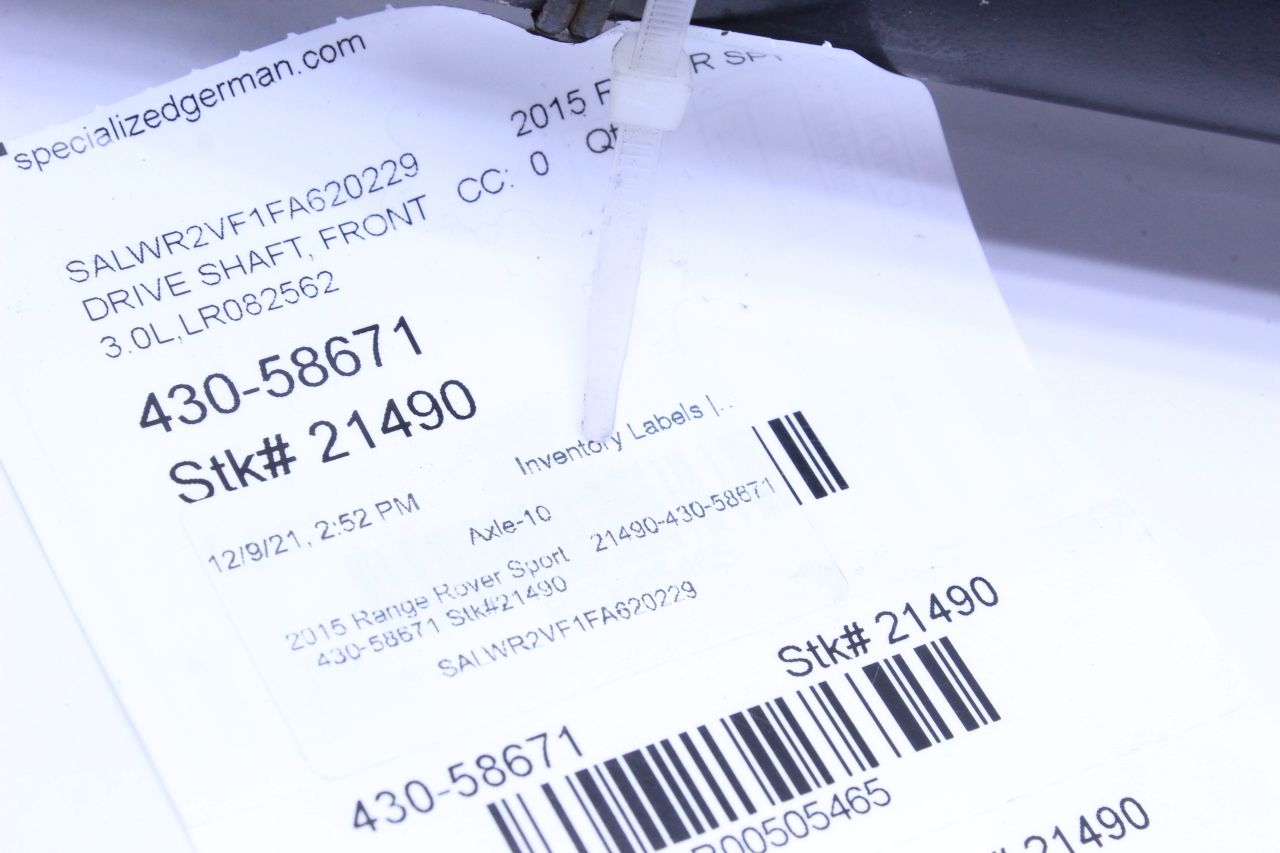 specializedgerman.com
2015 R SP
SALWR2VF1FA620229 CC: 0
DRIVE SHAFT, FRONT
3.0L,LR082562
430-58671
Stk# 21490
Inventory Labels |..
12/9/21, 2:52 PM
Axle-10
21490-430-58671
2015 Range Rover Sport
430-58671 Stk#21490
SALWR2VF1FA620229
Stk# 21490
430-58671
00505465
21490